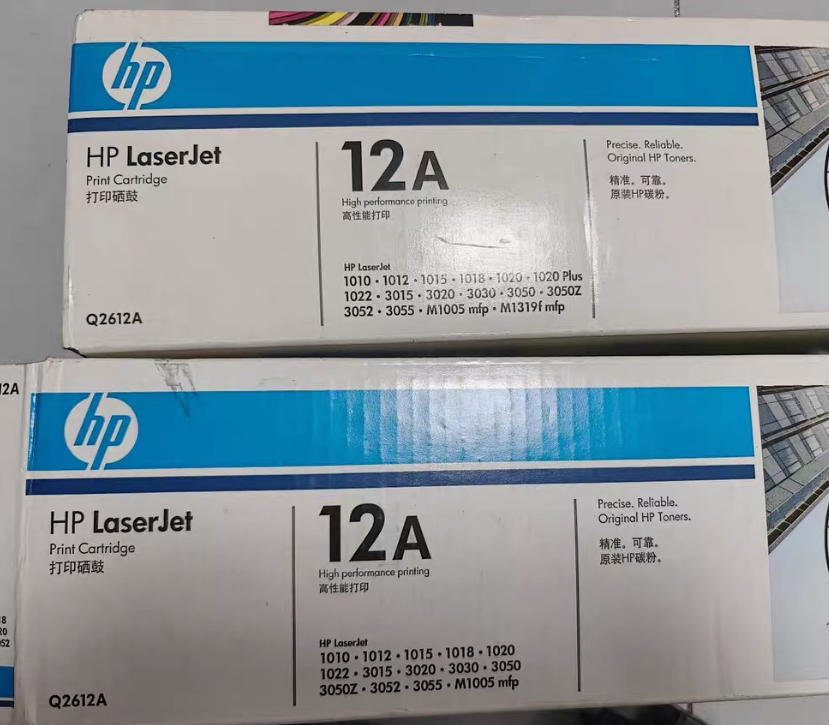 hp
HP LaserJet
Print Cartridge
打印硒鼓
Q2612A
12A
High performance printing
高性能打印
HP LaserJet
1010 • 1012 • 1015 • 1018 • 1020 • 1020 Plus
1022 • 3015 • 3020 • 3030 • 3050 • 3050Z
3052 • 3055 • M1005 mfp • M1319f mfp
Precise. Reliable.
Original HP Toners.
精准。可靠。
原装HP碳粉。
12A
18
20
52
hp
HP LaserJet
Print Cartridge
打印硒鼓
Q2612A
12A
High performance printing
高性能打印
HP LaserJet
1010 • 1012 • 1015 • 1018 • 1020
1022 • 3015 • 3020 • 3030 • 3050
3050Z • 3052 • 3055 • M1005 mfp
Precise. Reliable.
Original HP Toners.
精准。可靠。
原装HP碳粉。